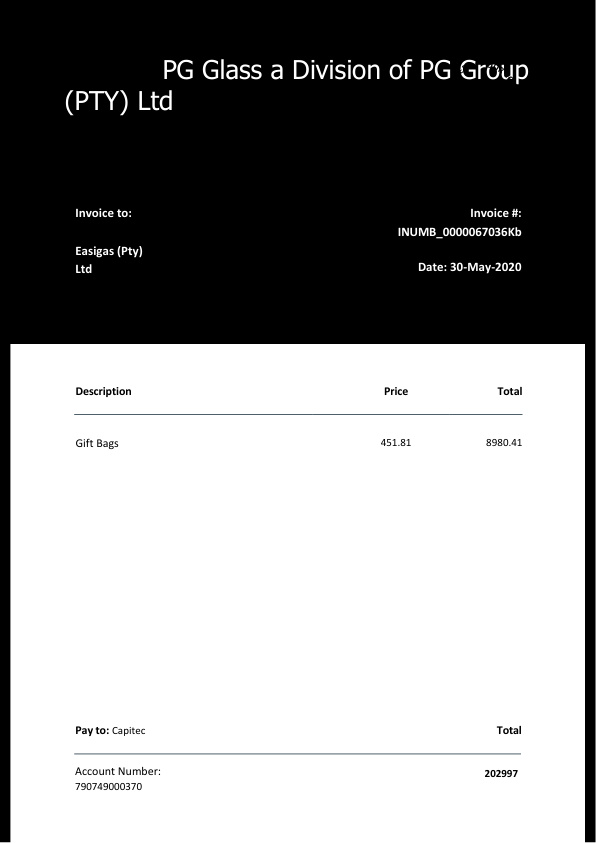 PG Glass a Division of PG Group
(PTY) Ltd
Invoice to:
Invoice #:
INUMB_0000067036Kb
Easigas (Pty)
Ltd
Date: 30-May-2020
Description Price Total
Gift Bags 451.81 8980.41
Pay to: Capitec Total
Account Number:
790749000370
202997